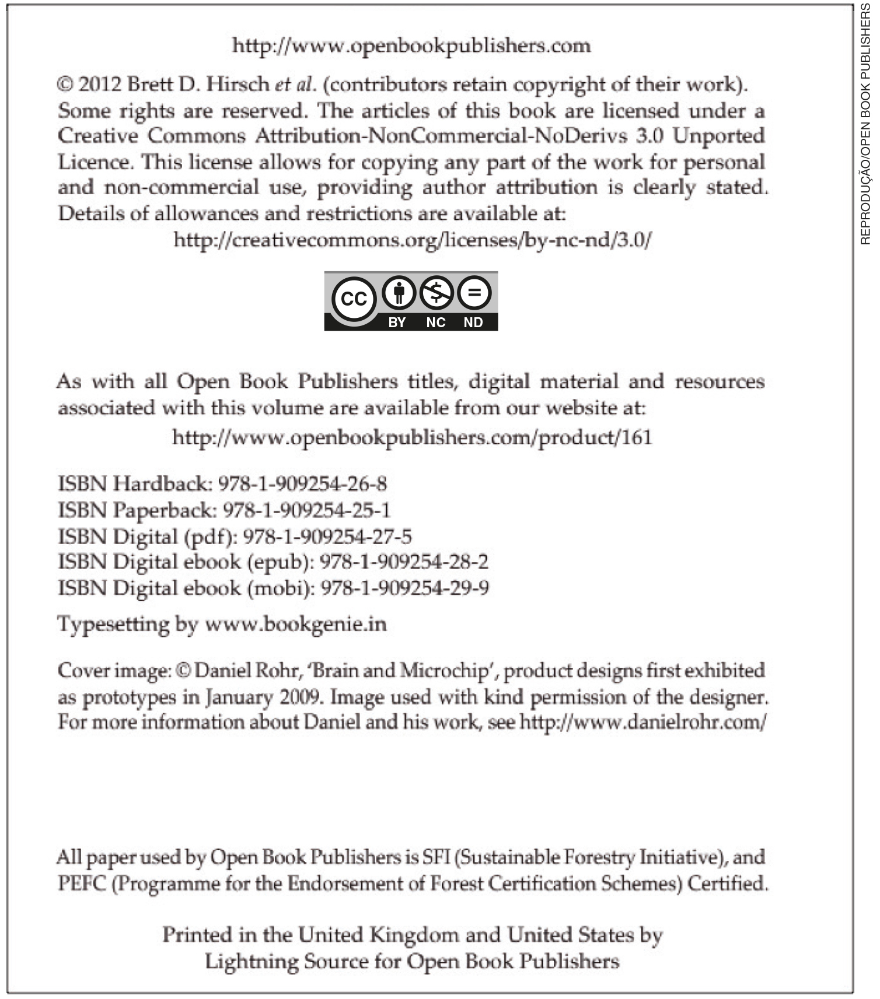 http://www.openbookpublishers.com
© 2012 Brett D. Hirsch et al. (contributors retain copyright of their work).
Some rights are reserved. The articles of this book are licensed under a
Creative Commons Attribution-NonCommercial-NoDerivs 3.0 Unported
Licence. This license allows for copying any part of the work for personal
and non-commercial use, providing author attribution is clearly stated.
Details of allowances and restrictions are available at:
http://creativecommons.org/licenses/by-nc-nd/3.0/
CC BY NC ND
As with all Open Book Publishers titles, digital material and resources
associated with this volume are available from our website at:
http://www.openbookpublishers.com/product/161
ISBN Hardback: 978-1-909254-26-8
ISBN Paperback: 978-1-909254-25-1
ISBN Digital (pdf): 978-1-909254-27-5
ISBN Digital ebook (epub): 978-1-909254-28-2
ISBN Digital ebook (mobi): 978-1-909254-29-9
Typesetting by www.bookgenie.in
Cover image: © Daniel Rohr, ‘Brain and Microchip’, product designs first exhibited
as prototypes in January 2009. Image used with kind permission of the designer.
For more information about Daniel and his work, see http://www.danielrohr.com/
All paper used by Open Book Publishers is SFI (Sustainable Forestry Initiative), and
PEFC (Programme for the Endorsement of Forest Certification Schemes) Certified.
Printed in the United Kingdom and United States by
Lightning Source for Open Book Publishers
REPRODUÇÃO/OPEN BOOK PUBLISHERS